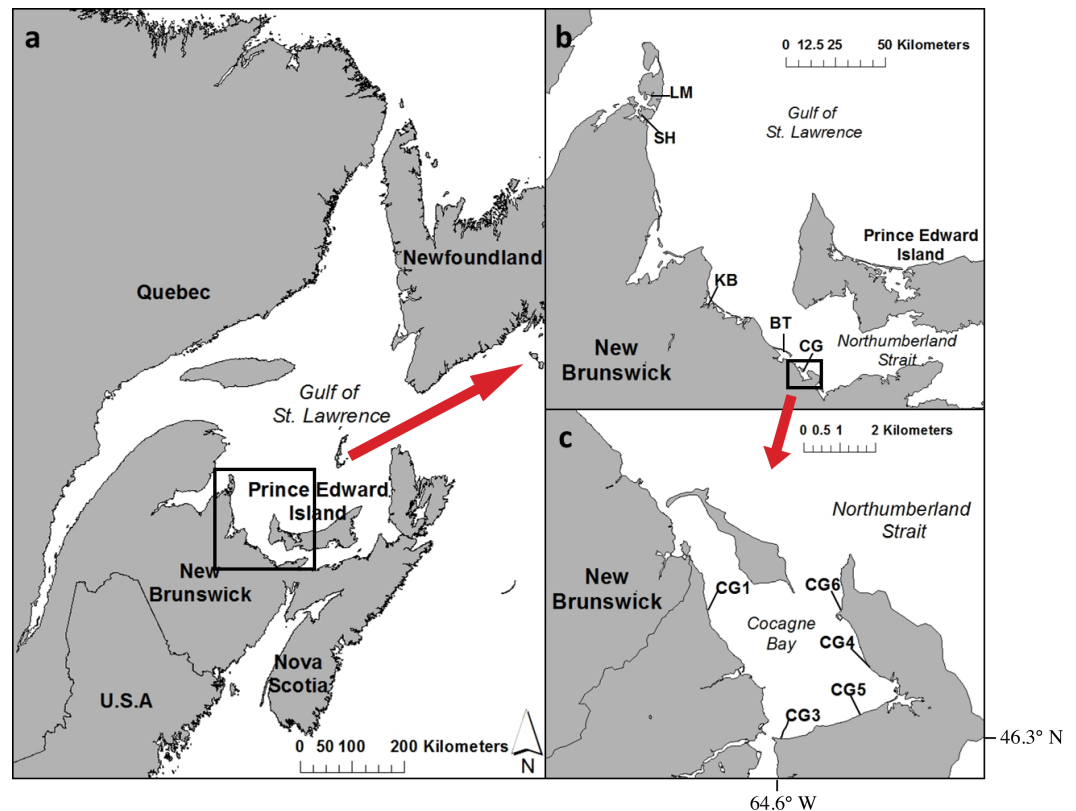 a
Quebec
Newfoundland
Gulf of
St. Lawrence
Prince Edward
Island
New
Brunswick
Nova
Scotia
U.S.A
0 50 100 200 Kilometers
N
b
0 12.5 25 50 Kilometers
LM
SH
Gulf of
St. Lawrence
Prince Edward
Island
KB
BT
CG
Northumberland
Strait
New
Brunswick
c
0 0.5 1 2 Kilometers
Northumberland
Strait
New
Brunswick
CG1
CG6
Cocagne
Bay
CG4
CG5
CG3
46.3° N
64.6° W